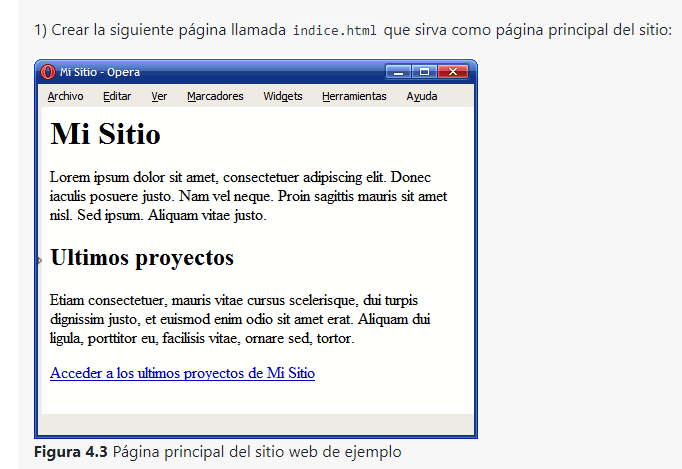 1) Crear la siguiente página llamada indice.html que sirva como página principal del sitio:
Mi Sitio - Opera
Archivo Editar Ver Marcadores Widgets Herramientas Ayuda
Mi Sitio
Lorem ipsum dolor sit amet, consectetuer adipiscing elit. Donec
iaculis posuere justo. Nam vel neque. Proin sagittis mauris sit amet
nisl. Sed ipsum. Aliquam vitae justo.
Ultimos proyectos
Etiam consectetuer, mauris vitae cursus scelerisque, dui turpis
dignissim justo, et euismod enim odio sit amet erat. Aliquam dui
ligula, porttitor eu, facilisis vitae, ornare sed, tortor.
Acceder a los ultimos proyectos de Mi Sitio
Figura 4.3 Página principal del sitio web de ejemplo